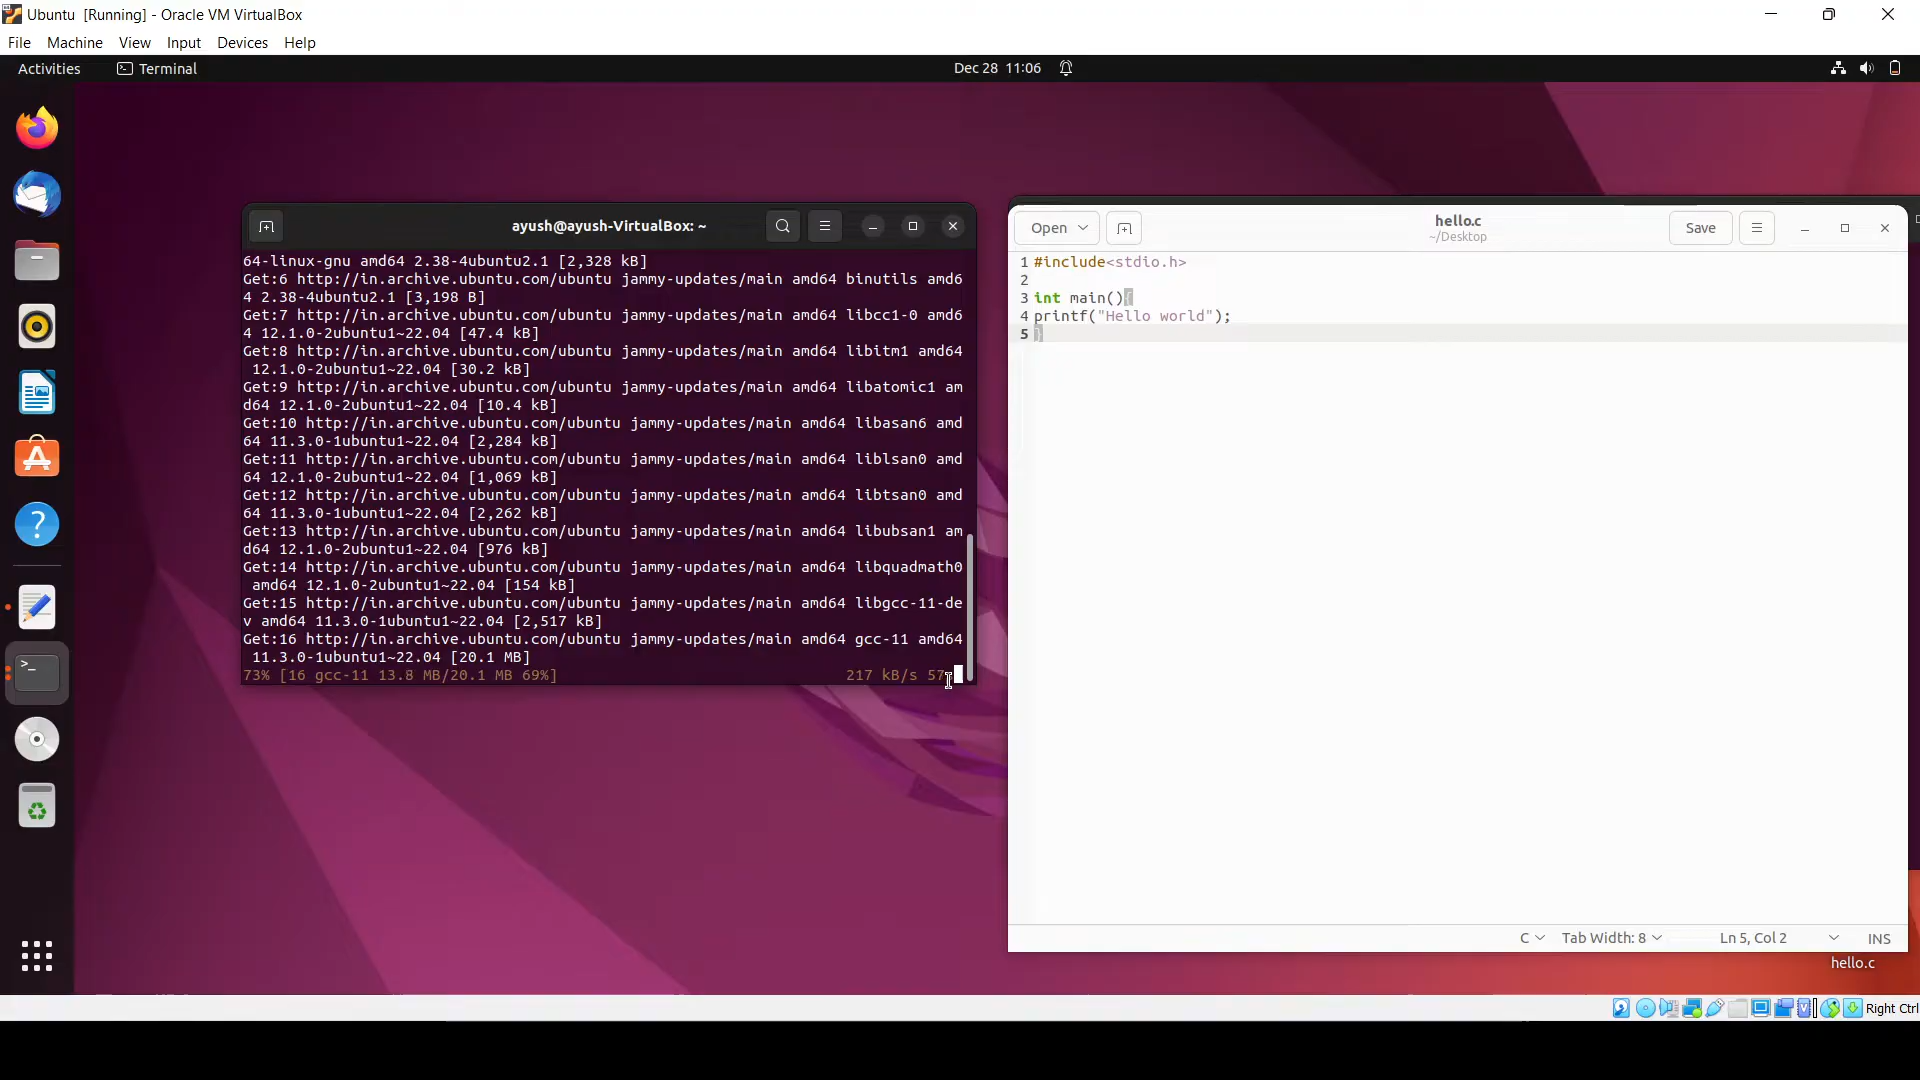 Ubuntu [Running] - Oracle VM VirtualBox
File Machine View Input Devices Help
Activities Terminal Dec 28 11:06
ayush@ayush-VirtualBox: ~
64-linux-gnu amd64 2.38-4ubuntu2.1 [2,328 kB]
Get:6 http://in.archive.ubuntu.com/ubuntu jammy-updates/main amd64 binutils amd6
4 2.38-4ubuntu2.1 [3,198 B]
Get:7 http://in.archive.ubuntu.com/ubuntu jammy-updates/main amd64 libcc1-0 amd6
4 12.1.0-2ubuntu1~22.04 [47.4 kB]
Get:8 http://in.archive.ubuntu.com/ubuntu jammy-updates/main amd64 libitm1 amd64
12.1.0-2ubuntu1~22.04 [30.2 kB]
Get:9 http://in.archive.ubuntu.com/ubuntu jammy-updates/main amd64 libatomic1 am
d64 12.1.0-2ubuntu1~22.04 [10.4 kB]
Get:10 http://in.archive.ubuntu.com/ubuntu jammy-updates/main amd64 libasan6 amd
64 11.3.0-1ubuntu1~22.04 [2,284 kB]
Get:11 http://in.archive.ubuntu.com/ubuntu jammy-updates/main amd64 liblsan0 amd
64 12.1.0-2ubuntu1~22.04 [1,069 kB]
Get:12 http://in.archive.ubuntu.com/ubuntu jammy-updates/main amd64 libtsan0 amd
64 11.3.0-1ubuntu1~22.04 [2,262 kB]
Get:13 http://in.archive.ubuntu.com/ubuntu jammy-updates/main amd64 libubsan1 am
d64 12.1.0-2ubuntu1~22.04 [976 kB]
Get:14 http://in.archive.ubuntu.com/ubuntu jammy-updates/main amd64 libquadmath0
amd64 12.1.0-2ubuntu1~22.04 [154 kB]
Get:15 http://in.archive.ubuntu.com/ubuntu jammy-updates/main amd64 libgcc-11-de
v amd64 11.3.0-1ubuntu1~22.04 [2,517 kB]
Get:16 http://in.archive.ubuntu.com/ubuntu jammy-updates/main amd64 gcc-11 amd64
11.3.0-1ubuntu1~22.04 [20.1 MB]
73% [16 gcc-11 13.8 MB/20.1 MB 69%] 217 kB/s 57
Open hello.c Save
~/Desktop
1 #include<stdio.h>
2
3 int main(){
4 printf("Hello world");
5 }
C Tab Width: 8 Ln 5, Col 2 INS
hello.c
Right Ctrl